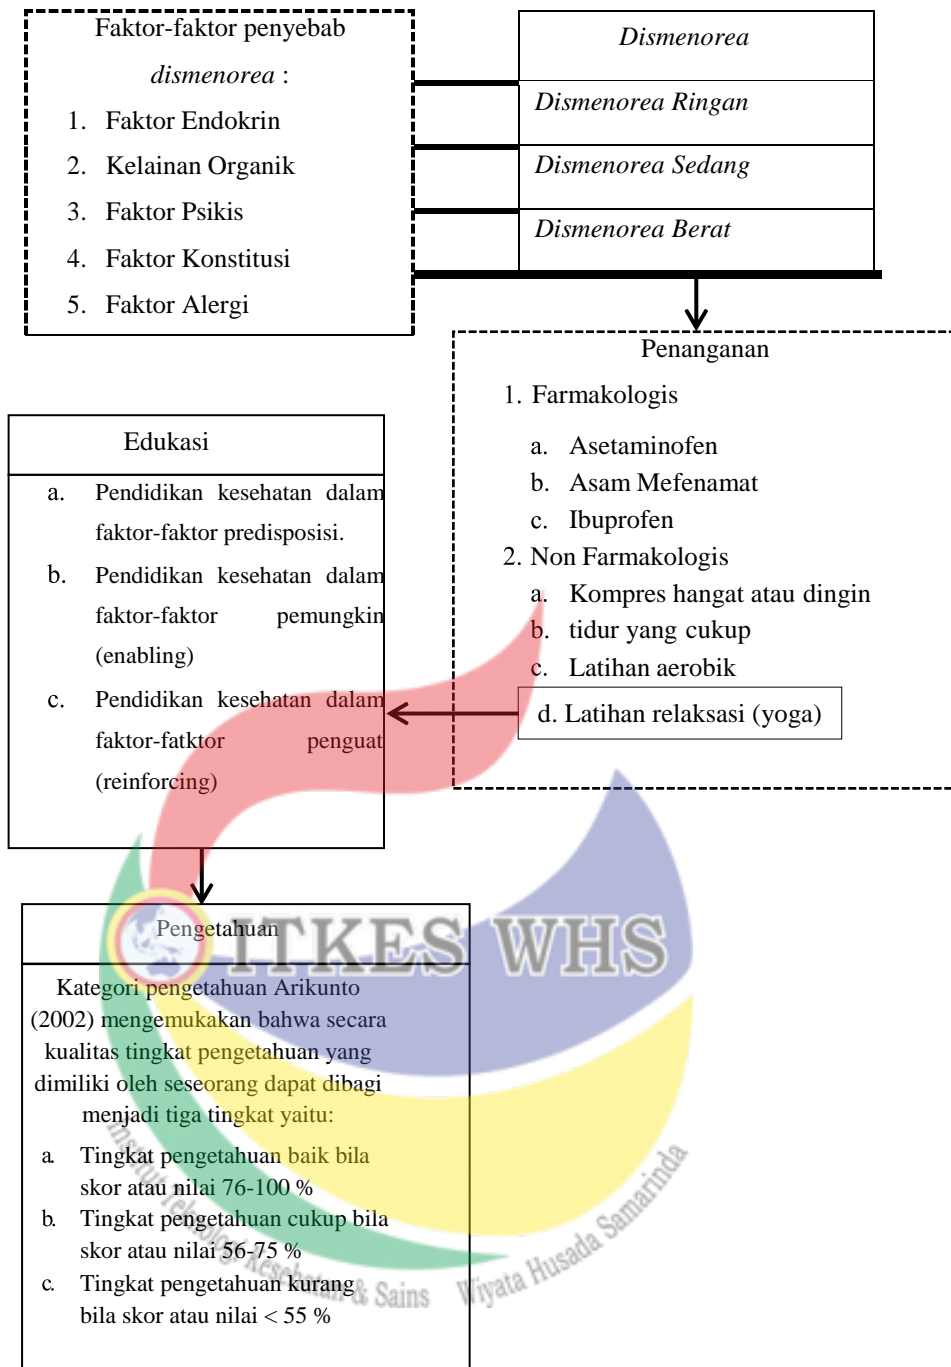 Faktor-faktor penyebab
dismenorea :
1. Faktor Endokrin
2. Kelainan Organik
3. Faktor Psikis
4. Faktor Konstitusi
5. Faktor Alergi
Dismenorea
Dismenorea Ringan
Dismenorea Sedang
Dismenorea Berat
Penanganan
1. Farmakologis
a. Asetaminofen
b. Asam Mefenamat
c. Ibuprofen
2. Non Farmakologis
a. Kompres hangat atau dingin
b. tidur yang cukup
c. Latihan aerobik
d. Latihan relaksasi (yoga)
Edukasi
a. Pendidikan kesehatan dalam
faktor-faktor predisposisi.
b. Pendidikan kesehatan dalam
faktor-faktor pemungkin
(enabling)
c. Pendidikan kesehatan dalam
faktor-fatktor penguat
(reinforcing)
Pengetahuan
Kategori pengetahuan Arikunto
(2002) mengemukakan bahwa secara
kualitas tingkat pengetahuan yang
dimiliki oleh seseorang dapat dibagi
menjadi tiga tingkat yaitu:
a. Tingkat pengetahuan baik bila
skor atau nilai 76-100 %
b. Tingkat pengetahuan cukup bila
skor atau nilai 56-75 %
c. Tingkat pengetahuan kurang
bila skor atau nilai < 55 %
ITKES WHS
Institut Teknologi Kesehatan & Sains Wiyata Husada Samarinda